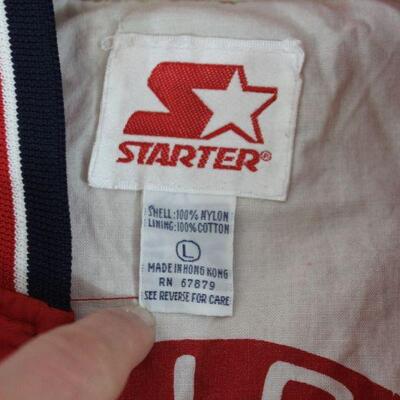 STARTER®
SHELL:100% NYLON
LINING:100% COTTON
L
MADE IN HONG KONG
RN 67879
SEE REVERSE FOR CARE